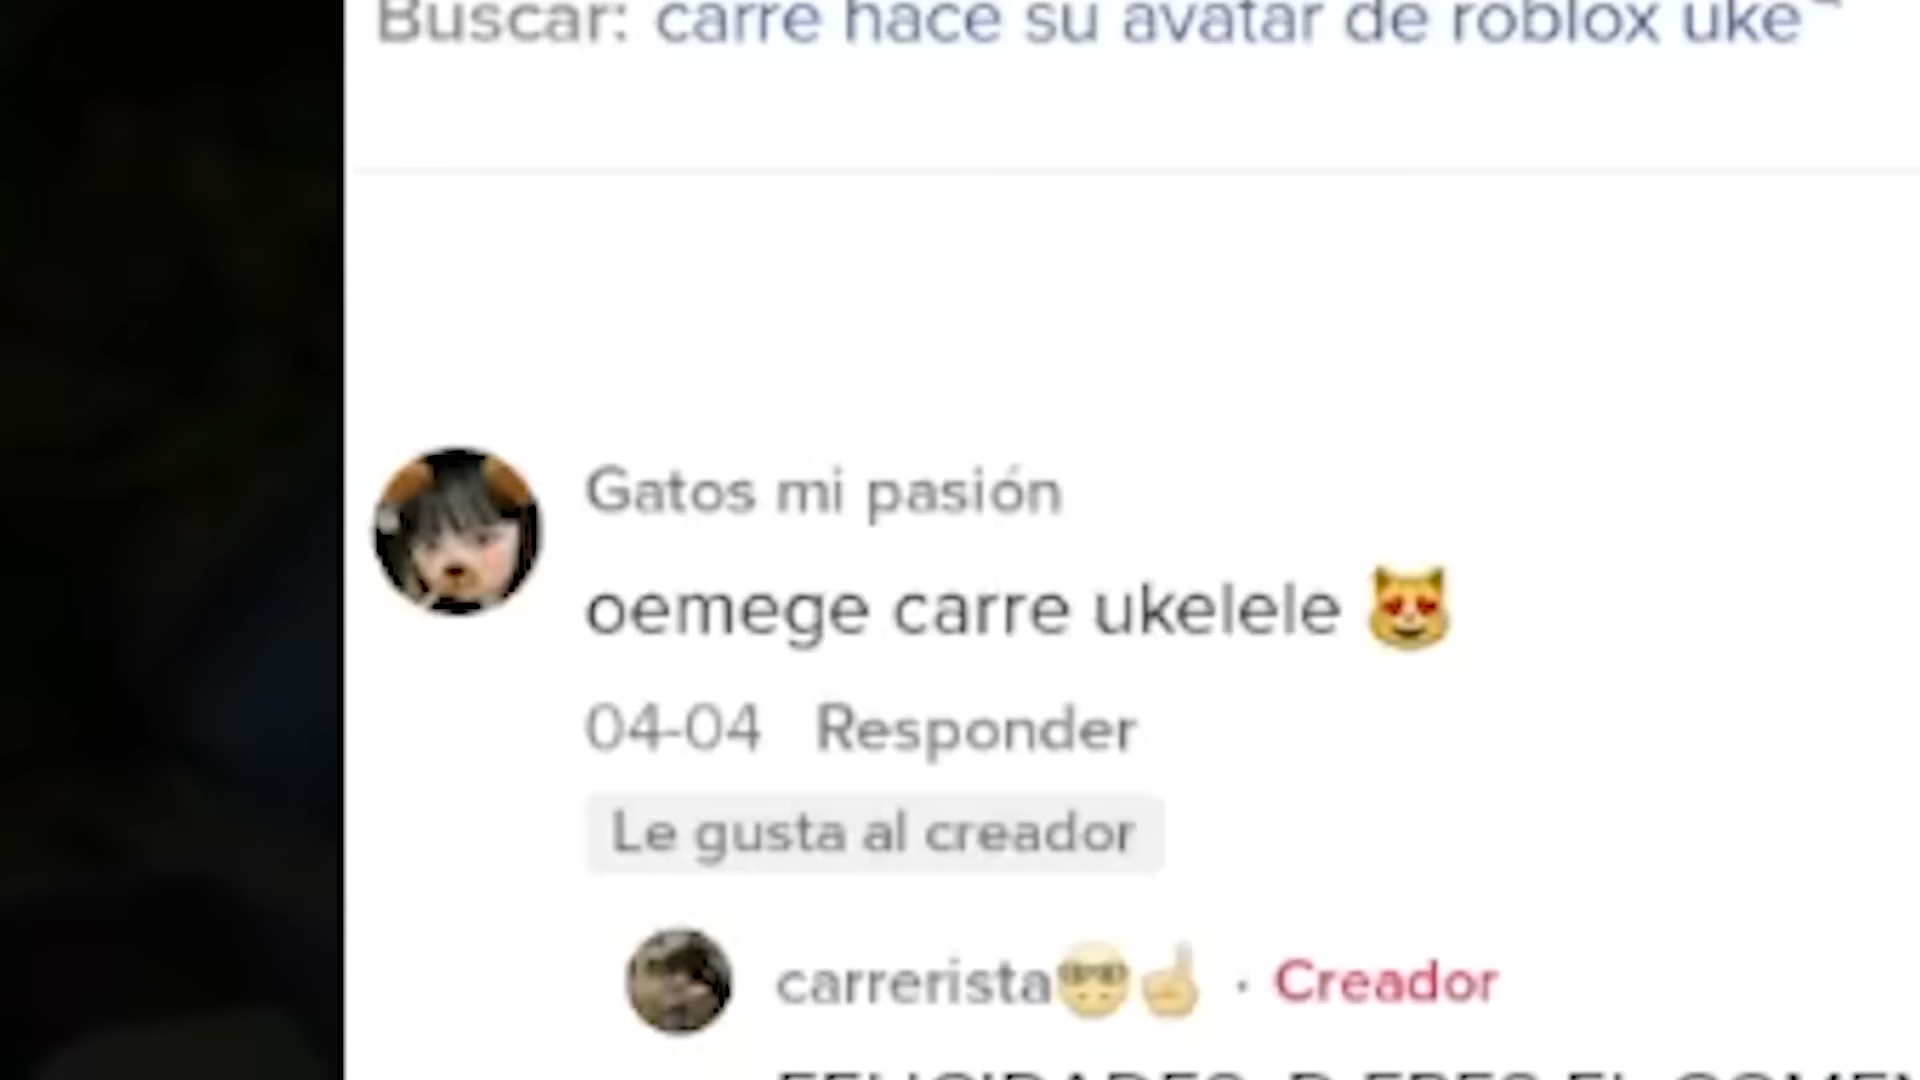 Buscar: carre hace su avatar de roblox uke
Gatos mi pasión
oemege carre ukelele 😻
04-04 Responder
Le gusta al creador
carrerista😎☝ · Creador